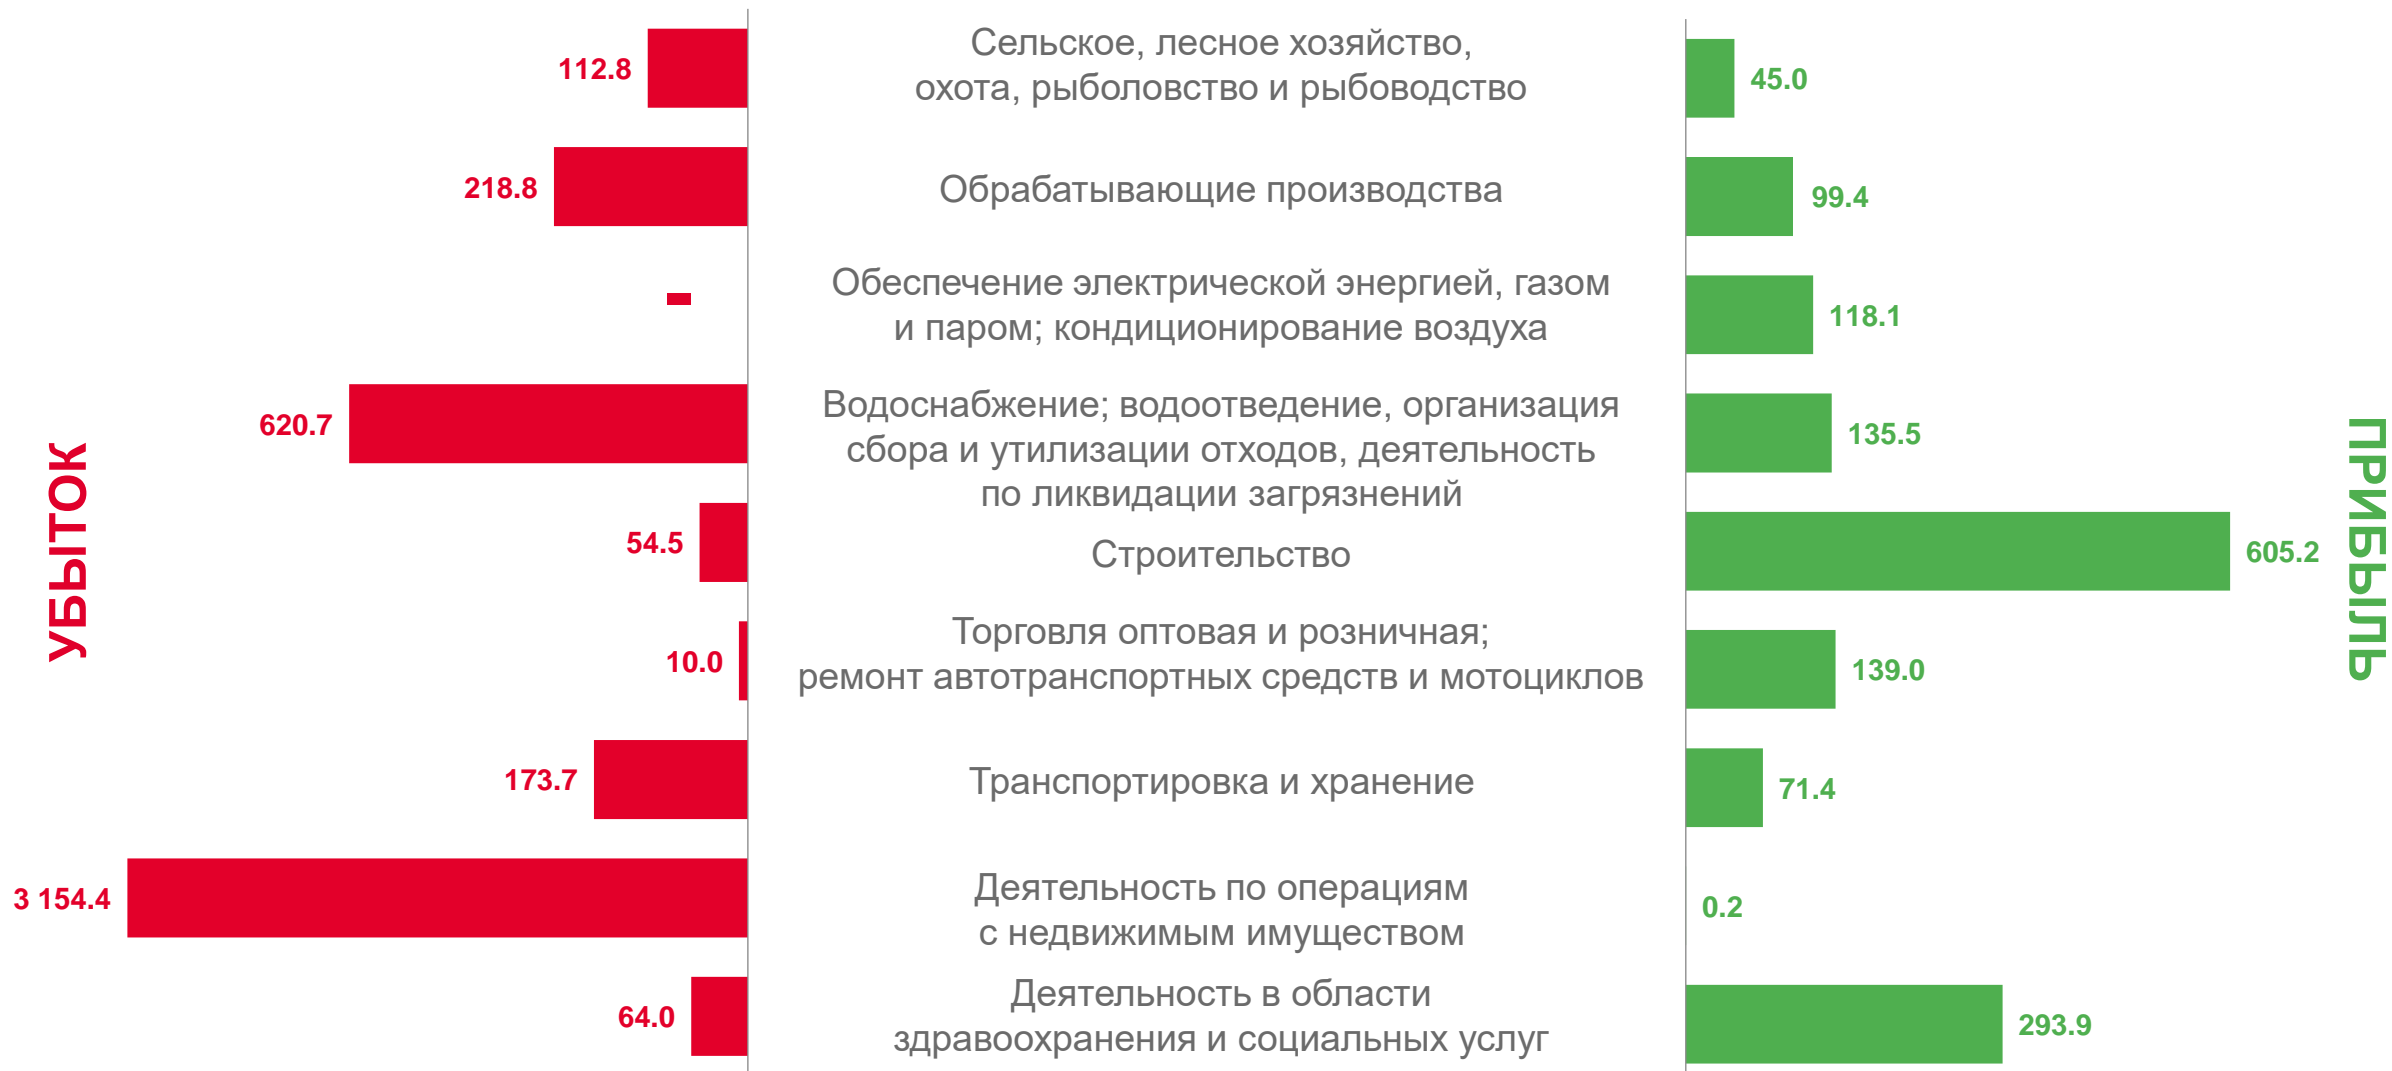 112.8
Сельское, лесное хозяйство,
охота, рыболовство и рыбоводство
45.0
218.8
Обрабатывающие производства
99.4
-
Обеспечение электрической энергией, газом
и паром; кондиционирование воздуха
118.1
620.7
Водоснабжение; водоотведение, организация
сбора и утилизации отходов, деятельность
по ликвидации загрязнений
135.5
УБЫТОК
ПРИБЫЛЬ
54.5
Строительство
605.2
10.0
Торговля оптовая и розничная;
ремонт автотранспортных средств и мотоциклов
139.0
173.7
Транспортировка и хранение
71.4
3 154.4
Деятельность по операциям
с недвижимым имуществом
0.2
64.0
Деятельность в области
здравоохранения и социальных услуг
293.9